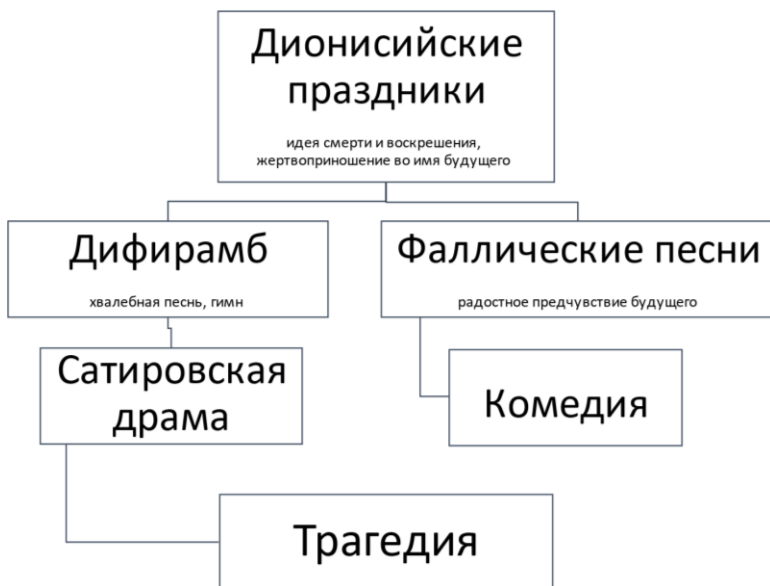 Дионисийские
праздники
идея смерти и воскрешения,
жертвоприношение во имя будущего
Дифирамб
хвалебная песнь, гимн
Фаллические песни
радостное предчувствие будущего
Сатировская
драма
Комедия
Трагедия